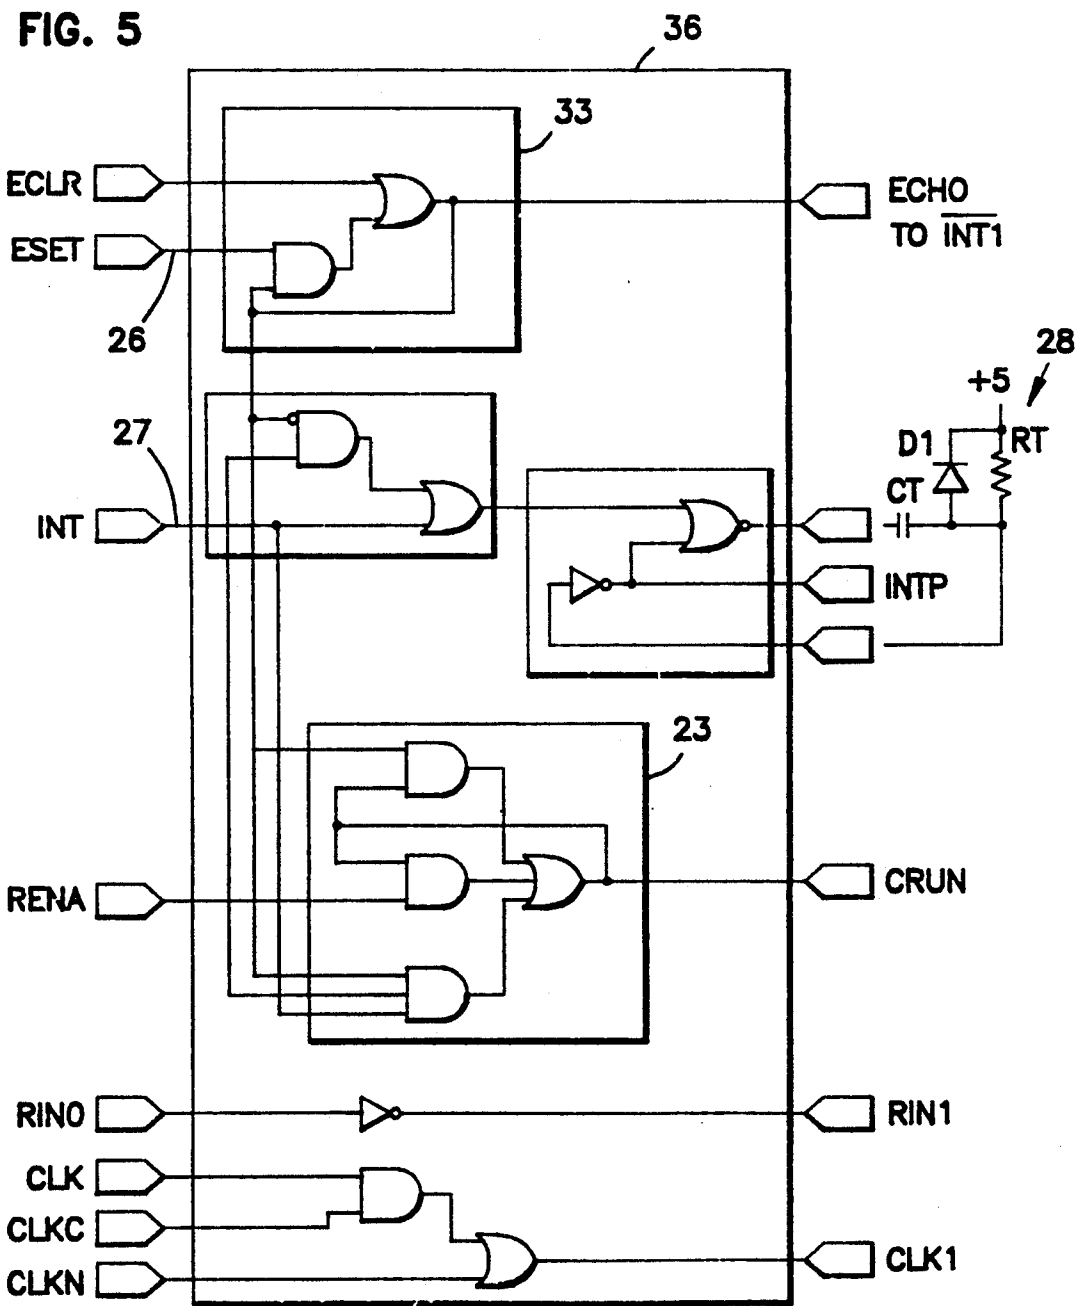 FIG. 5
36
33
ECLR
ECHO
TO INT1
ESET
26
28
+5
27
D1
RT
CT
INT
INTP
23
RENA
CRUN
RIN0
RIN1
CLK
CLKC
CLK1
CLKN